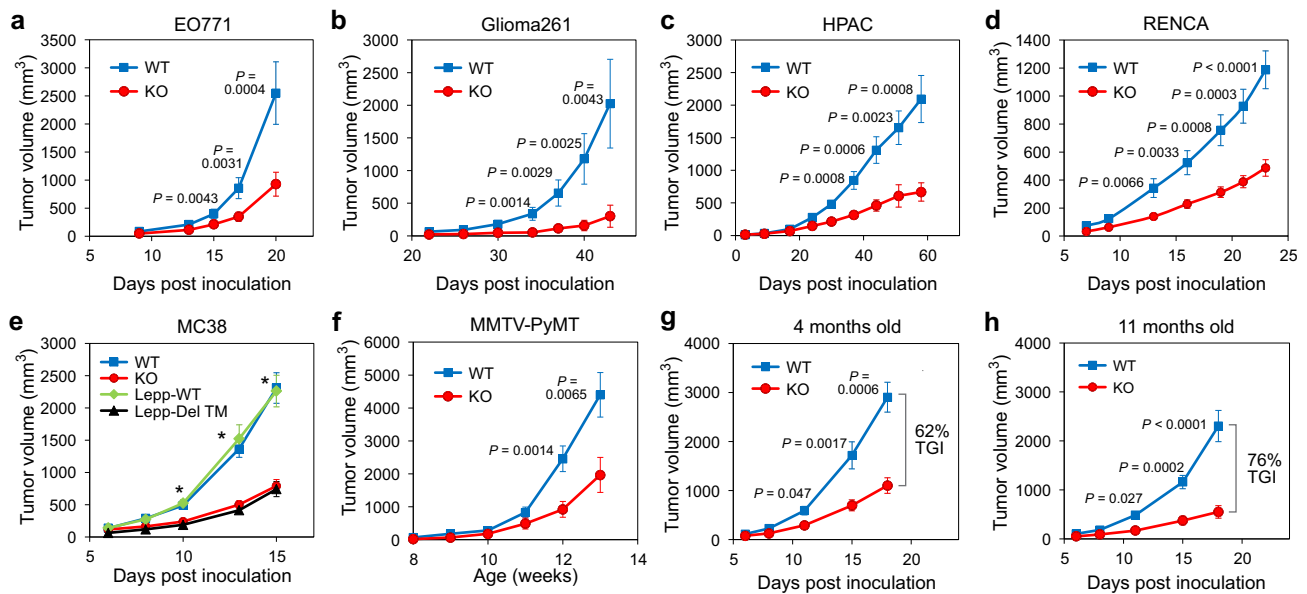 a
EO771
Tumor volume (mm3)
3500
3000
2500
2000
1500
1000
500
0
5
10
15
20
WT
KO
P =
0.0004
P =
0.0031
P = 0.0043
Days post inoculation
b
Glioma261
Tumor volume (mm3)
3000
2500
2000
1500
1000
500
0
20
30
40
WT
KO
P =
0.0043
P = 0.0025
P = 0.0029
P = 0.0014
Days post inoculation
c
HPAC
Tumor volume (mm3)
3000
2500
2000
1500
1000
500
0
0
20
40
60
WT
KO
P = 0.0008
P = 0.0023
P = 0.0006
P = 0.0008
Days post inoculation
d
RENCA
Tumor volume (mm3)
1400
1200
1000
800
600
400
200
0
5
10
15
20
25
WT
KO
P < 0.0001
P = 0.0003
P = 0.0008
P = 0.0033
P = 0.0066
Days post inoculation
e
MC38
Tumor volume (mm3)
3000
2500
2000
1500
1000
500
0
5
10
15
WT
KO
Lepp-WT
Lepp-Del TM
*
*
*
Days post inoculation
f
MMTV-PyMT
Tumor volume (mm3)
6000
5000
4000
3000
2000
1000
0
8
10
12
14
WT
KO
P =
0.0065
P = 0.0014
Age (weeks)
g
4 months old
Tumor volume (mm3)
4000
3000
2000
1000
0
5
10
15
20
WT
KO
P =
0.0006
P = 0.0017
P = 0.047
62%
TGI
Days post inoculation
h
11 months old
Tumor volume (mm3)
4000
3000
2000
1000
0
5
10
15
20
WT
KO
P < 0.0001
P = 0.0002
P = 0.027
76%
TGI
Days post inoculation